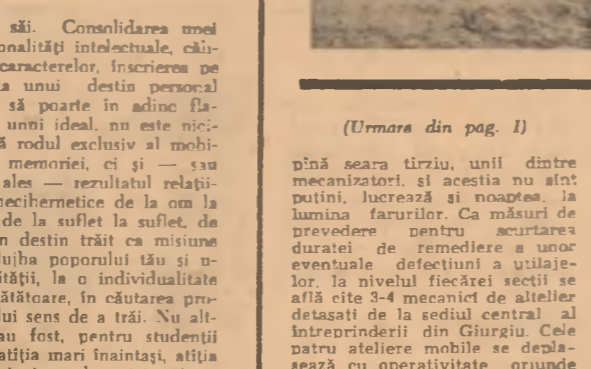 săi. Consolidarea unei
onalități intelectuale, căli-
caracterelor, înscrierea pe
a unui destin personal
să poarte în adînc fla-
unui ideal, nu este nici-
ă rodul exclusiv al mobi-
memoriei, ci și — sau
ales — rezultatul relații-
necibernetice de la om la
de la suflet la suflet, de
n destin trăit ca misiune
lujba poporului tău și u-
ității, la o individualitate
ătătoare, în căutarea pro-
lui sens de a trăi. Nu alt-
au fost, pentru studenții
atîția mari înaintași, atîția
(Urmare din pag. I)
pînă seara tîrziu, unii dintre
mecanizatori, și aceștia nu sînt
puțini, lucrează și noaptea, la
lumina farurilor. Ca măsuri de
prevedere pentru scurtarea
duratei de remediere a unor
eventuale defecțiuni a utilaje-
lor, la nivelul fiecărei secții se
află cîte 3-4 mecanici de altelier
detașați de la sediul central al
întreprinderii din Giurgiu. Cele
patru ateliere mobile se depla-
sează cu operativitate oriunde